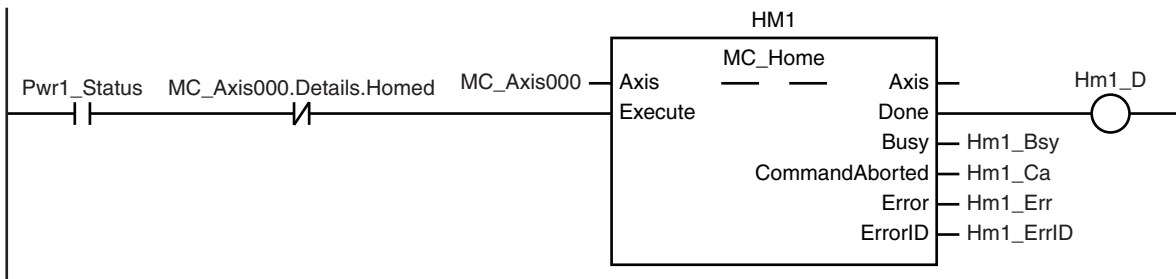 HM1
MC_Home
Pwr1_Status MC_Axis000.Details.Homed MC_Axis000 Axis Axis Hm1_D
Execute Done
Busy Hm1_Bsy
CommandAborted Hm1_Ca
Error Hm1_Err
ErrorID Hm1_ErrID